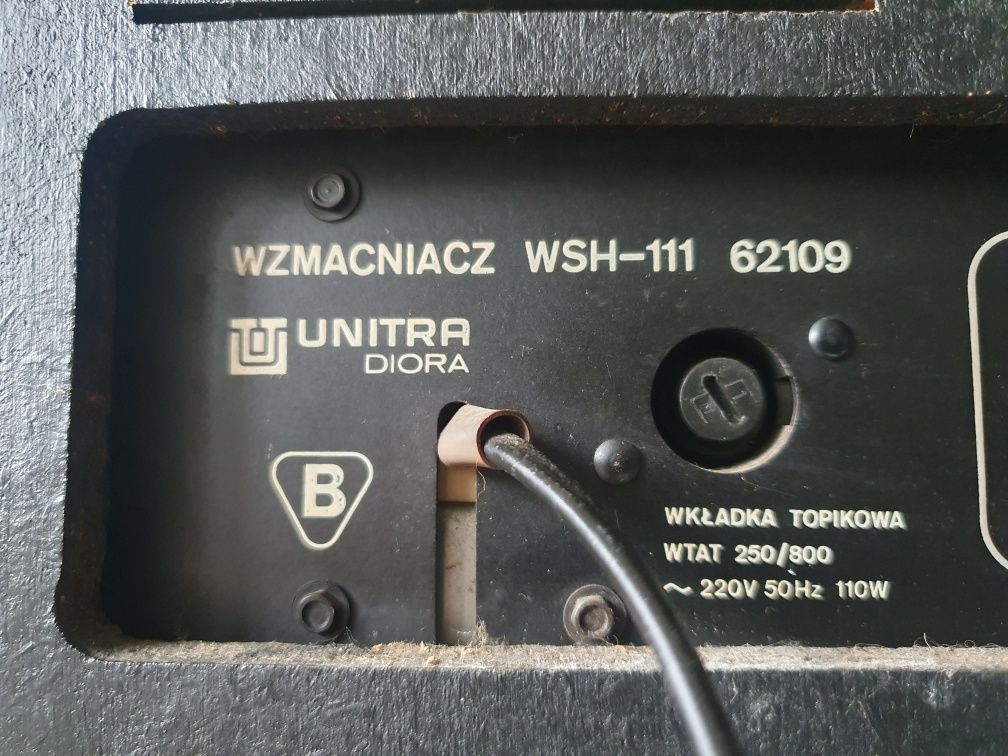 WZMACNIACZ WSH-111 62109
UNITRA
DIORA
B
WKŁADKA TOPIKOWA
WTAT 250/800
~ 220V 50Hz 110W